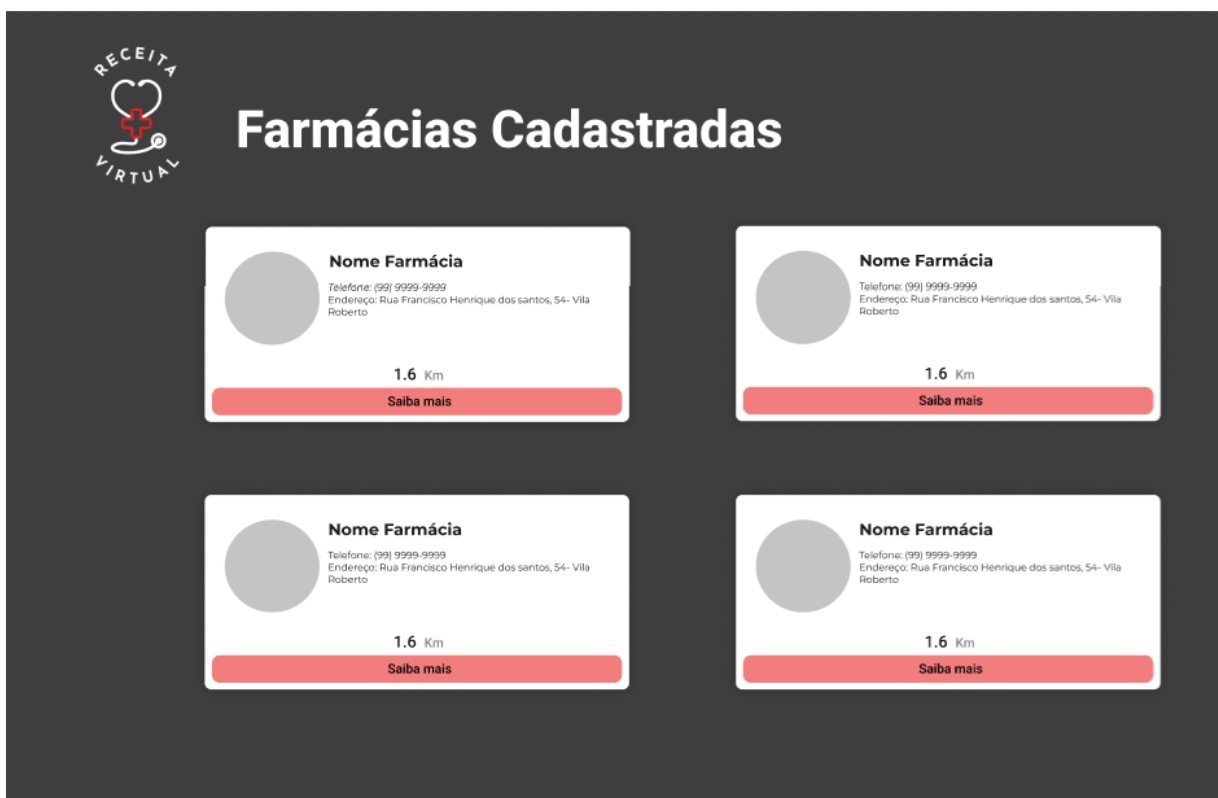 RECEITA
VIRTUAL
Farmácias Cadastradas
Nome Farmácia
Telefone: (99) 9999-9999
Endereço: Rua Francisco Henrique dos santos, 54- Vila
Roberto
1.6 Km
Saiba mais
Nome Farmácia
Telefone: (99) 9999-9999
Endereço: Rua Francisco Henrique dos santos, 54- Vila
Roberto
1.6 Km
Saiba mais
Nome Farmácia
Telefone: (99) 9999-9999
Endereço: Rua Francisco Henrique dos santos, 54- Vila
Roberto
1.6 Km
Saiba mais
Nome Farmácia
Telefone: (99) 9999-9999
Endereço: Rua Francisco Henrique dos santos, 54- Vila
Roberto
1.6 Km
Saiba mais